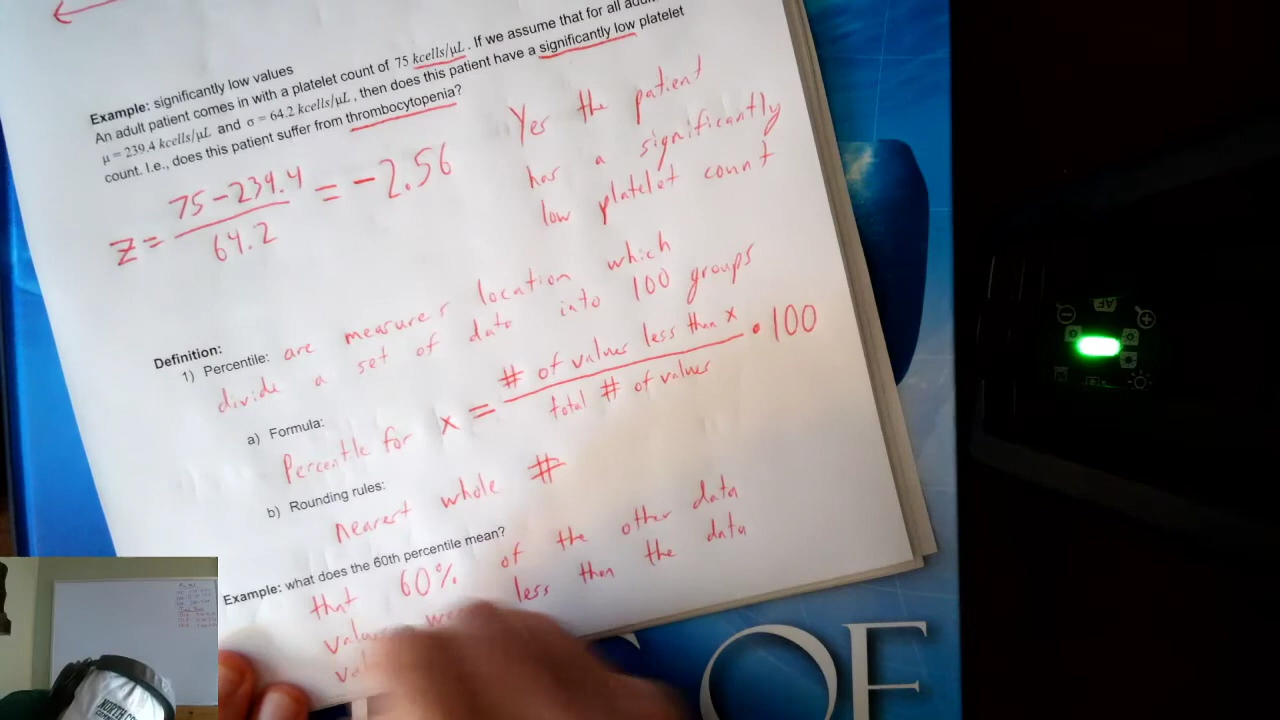 Example: significantly low values
An adult patient comes in with a platelet count of 75 kcells/µL. If we assume that for all
µ = 239.4 kcells/µL and σ = 64.2 kcells/µL, then does this patient have a significantly low platelet
count. I.e., does this patient suffer from thrombocytopenia?
z = (75-239.4)/64.2 = -2.56
Yes the patient
has a significantly
low platelet count
Definition:
1) Percentile: are measures location which
divide a set of data into 100 groups
a) Formula:
Percentile for x = # of values less than x / total # of values • 100
b) Rounding rules:
nearest whole #
Example: what does the 60th percentile mean?
that 60% of the other data
less then the data
OF
AF